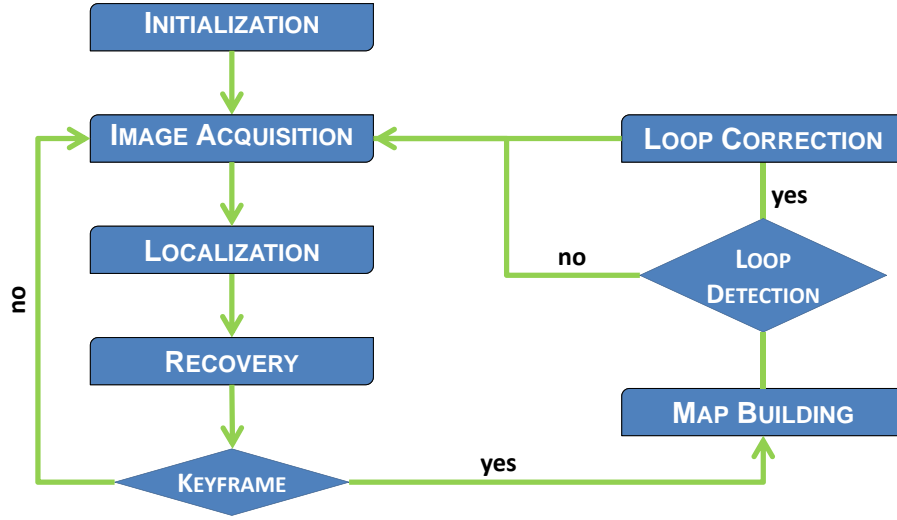 INITIALIZATION
IMAGE ACQUISITION
LOOP CORRECTION
yes
LOCALIZATION
no
LOOP
DETECTION
no
RECOVERY
MAP BUILDING
yes
KEYFRAME